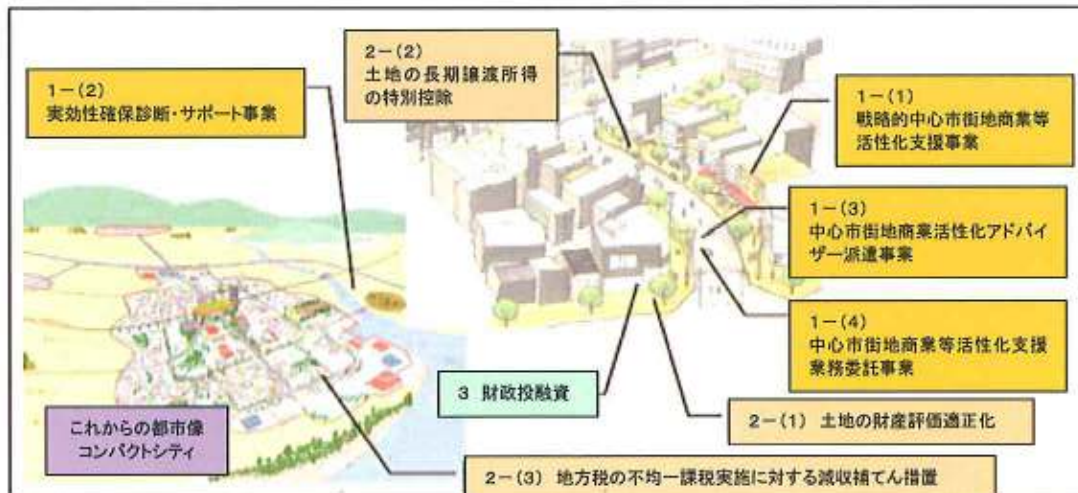 2－(2)
土地の長期譲渡所得
の特別控除
1－(2)
実効性確保診断・サポート事業
1－(1)
戦略的中心市街地商業等
活性化支援事業
1－(3)
中心市街地商業活性化アドバイ
ザー派遣事業
1－(4)
中心市街地商業等活性化支援
業務委託事業
3 財政投融資
2－(1) 土地の財産評価適正化
これからの都市像
コンパクトシティ
2－(3) 地方税の不均一課税実施に対する減収補てん措置